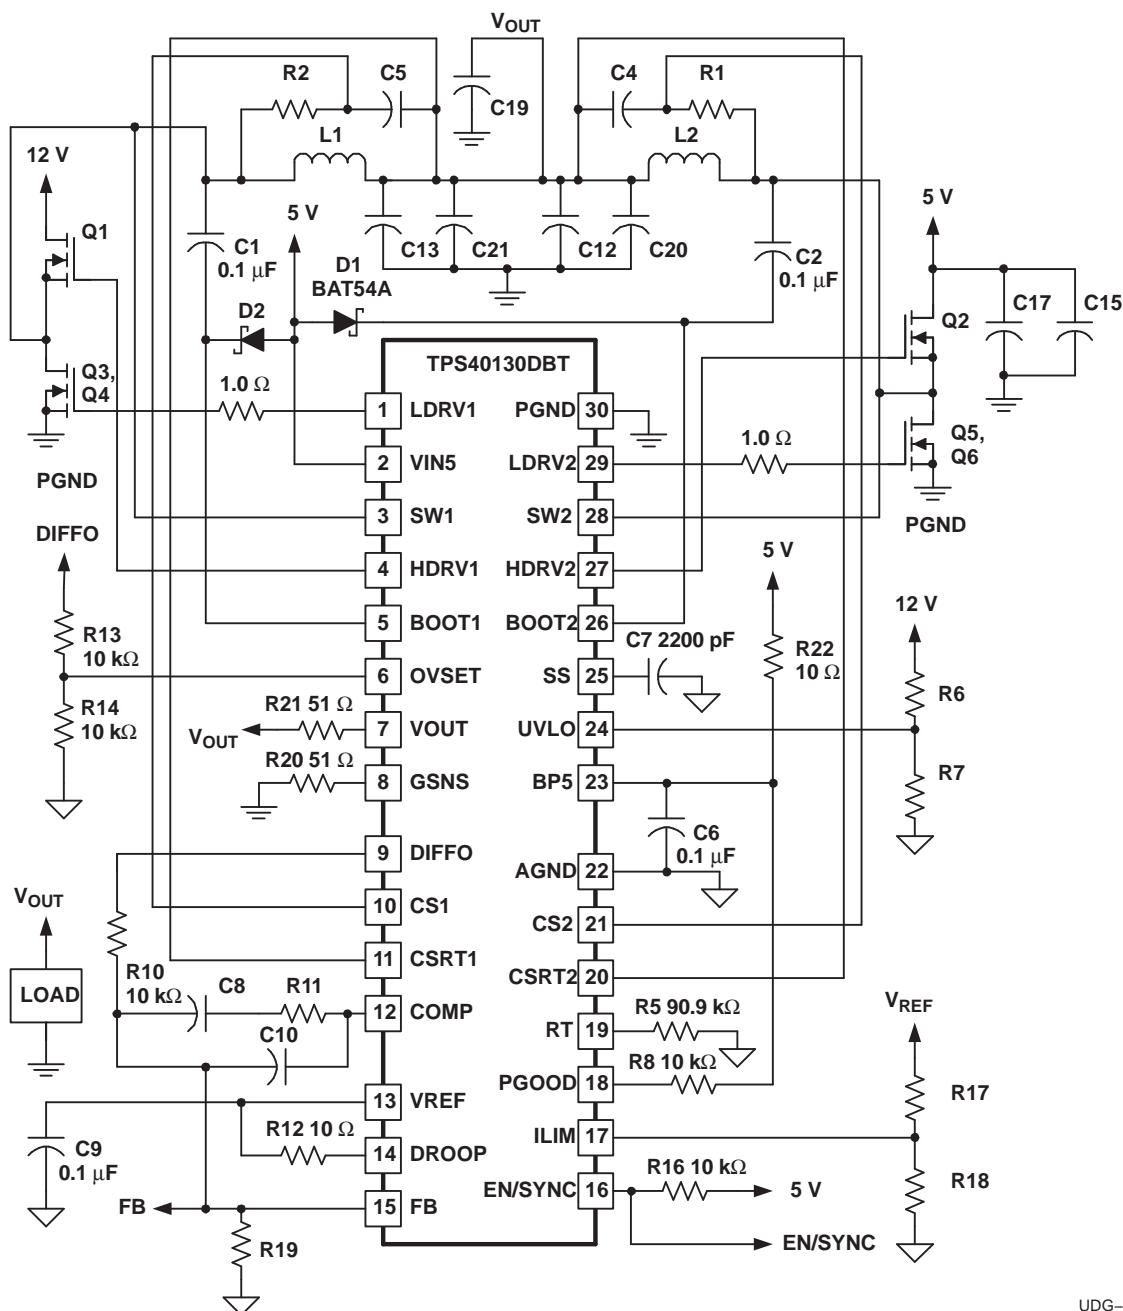 VOUT
R2
C5
C4
R1
C19
L1
L2
12 V
5 V
5 V
Q1
C1
0.1 µF
C13
C21
C12
C20
C2
0.1 µF
D1
BAT54A
D2
Q2
C17
C15
TPS40130DBT
Q3,
Q4
1.0 Ω
1 LDRV1
PGND 30
1.0 Ω
Q5,
Q6
2 VIN5
LDRV2 29
PGND
3 SW1
SW2 28
PGND
DIFFO
5 V
4 HDRV1
HDRV2 27
12 V
5 BOOT1
BOOT2 26
R13
10 kΩ
C7 2200 pF
R22
10 Ω
6 OVSET
SS 25
R6
R14
10 kΩ
R21 51 Ω
VOUT
7 VOUT
UVLO 24
R20 51 Ω
8 GSNS
BP5 23
R7
C6
0.1 µF
9 DIFFO
AGND 22
VOUT
10 CS1
CS2 21
11 CSRT1
CSRT2 20
LOAD
R10
10 kΩ
C8
R11
12 COMP
R5 90.9 kΩ
RT 19
VREF
C10
R8 10 kΩ
PGOOD 18
13 VREF
R17
C9
0.1 µF
R12 10 Ω
ILIM 17
14 DROOP
R16 10 kΩ
R18
EN/SYNC 16
5 V
FB
15 FB
R19
EN/SYNC
UDG–